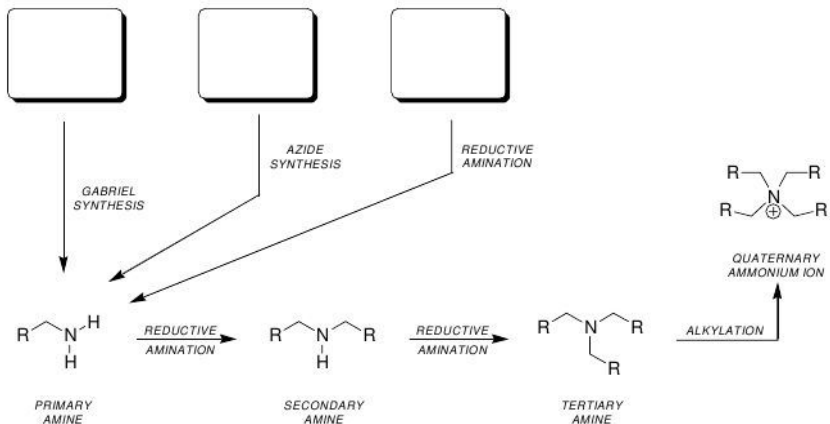 AZIDE
SYNTHESIS
REDUCTIVE
AMINATION
GABRIEL
SYNTHESIS
R R
N
R ⊕ R
QUATERNARY
AMMONIUM ION
R N H
H
REDUCTIVE
AMINATION
R N R
H
REDUCTIVE
AMINATION
R N R
R
ALKYLATION
PRIMARY
AMINE
SECONDARY
AMINE
TERTIARY
AMINE